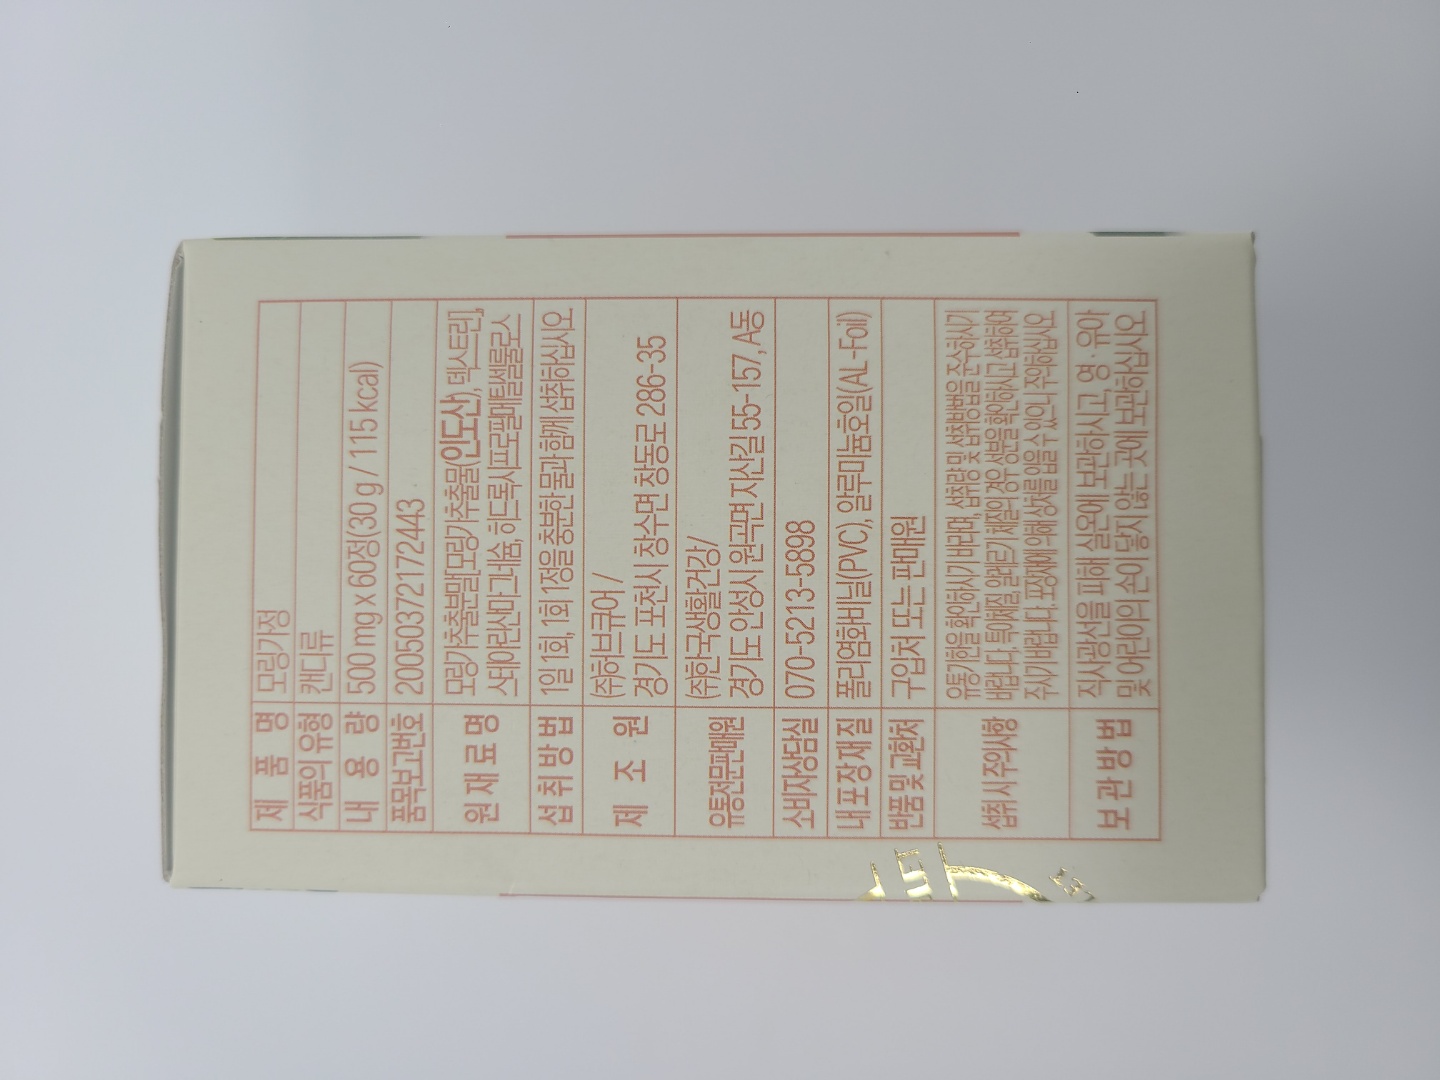 제 품 명 모링가정
식품의 유형 캔디류
내 용 량 500 mg x 60정(30 g / 115 kcal)
품목보고번호 200503721724​43
원 재 료 명 모링가추출분말[모링가추출물(인도산), 덱스트린],
스테아린산마그네슘, 히드록시프로필메틸셀룰로스
섭 취 방 법 1일 1회, 1회 1정을 충분한 물과 함께 섭취하십시오
제 조 원 (주)허브큐어 /
경기도 포천시 창수면 창동로 286-35
유통전문판매원 (주)한국생활건강/
경기도 안성시 원곡면 지산길 55-157, A동
소비자상담실 070-5213-5898
내포장재질 폴리염화비닐(PVC), 알루미늄호일(AL-Foil)
반품 및 교환처 구입처 또는 판매원
섭취 시 주의사항 유통기한을 확인하시기 바라며, 섭취량 및 섭취방법을 준수하시기
바랍니다. 특이체질, 알레르기 체질의 경우 성분을 확인하시고 섭취하여
주시기 바랍니다. 포장재에 의해 상처를 입을 수 있으니 주의하십시오
보 관 방 법 직사광선을 피해 실온에 보관하시고, 영·유아
및 어린이의 손이 닿지 않는 곳에 보관하십시오